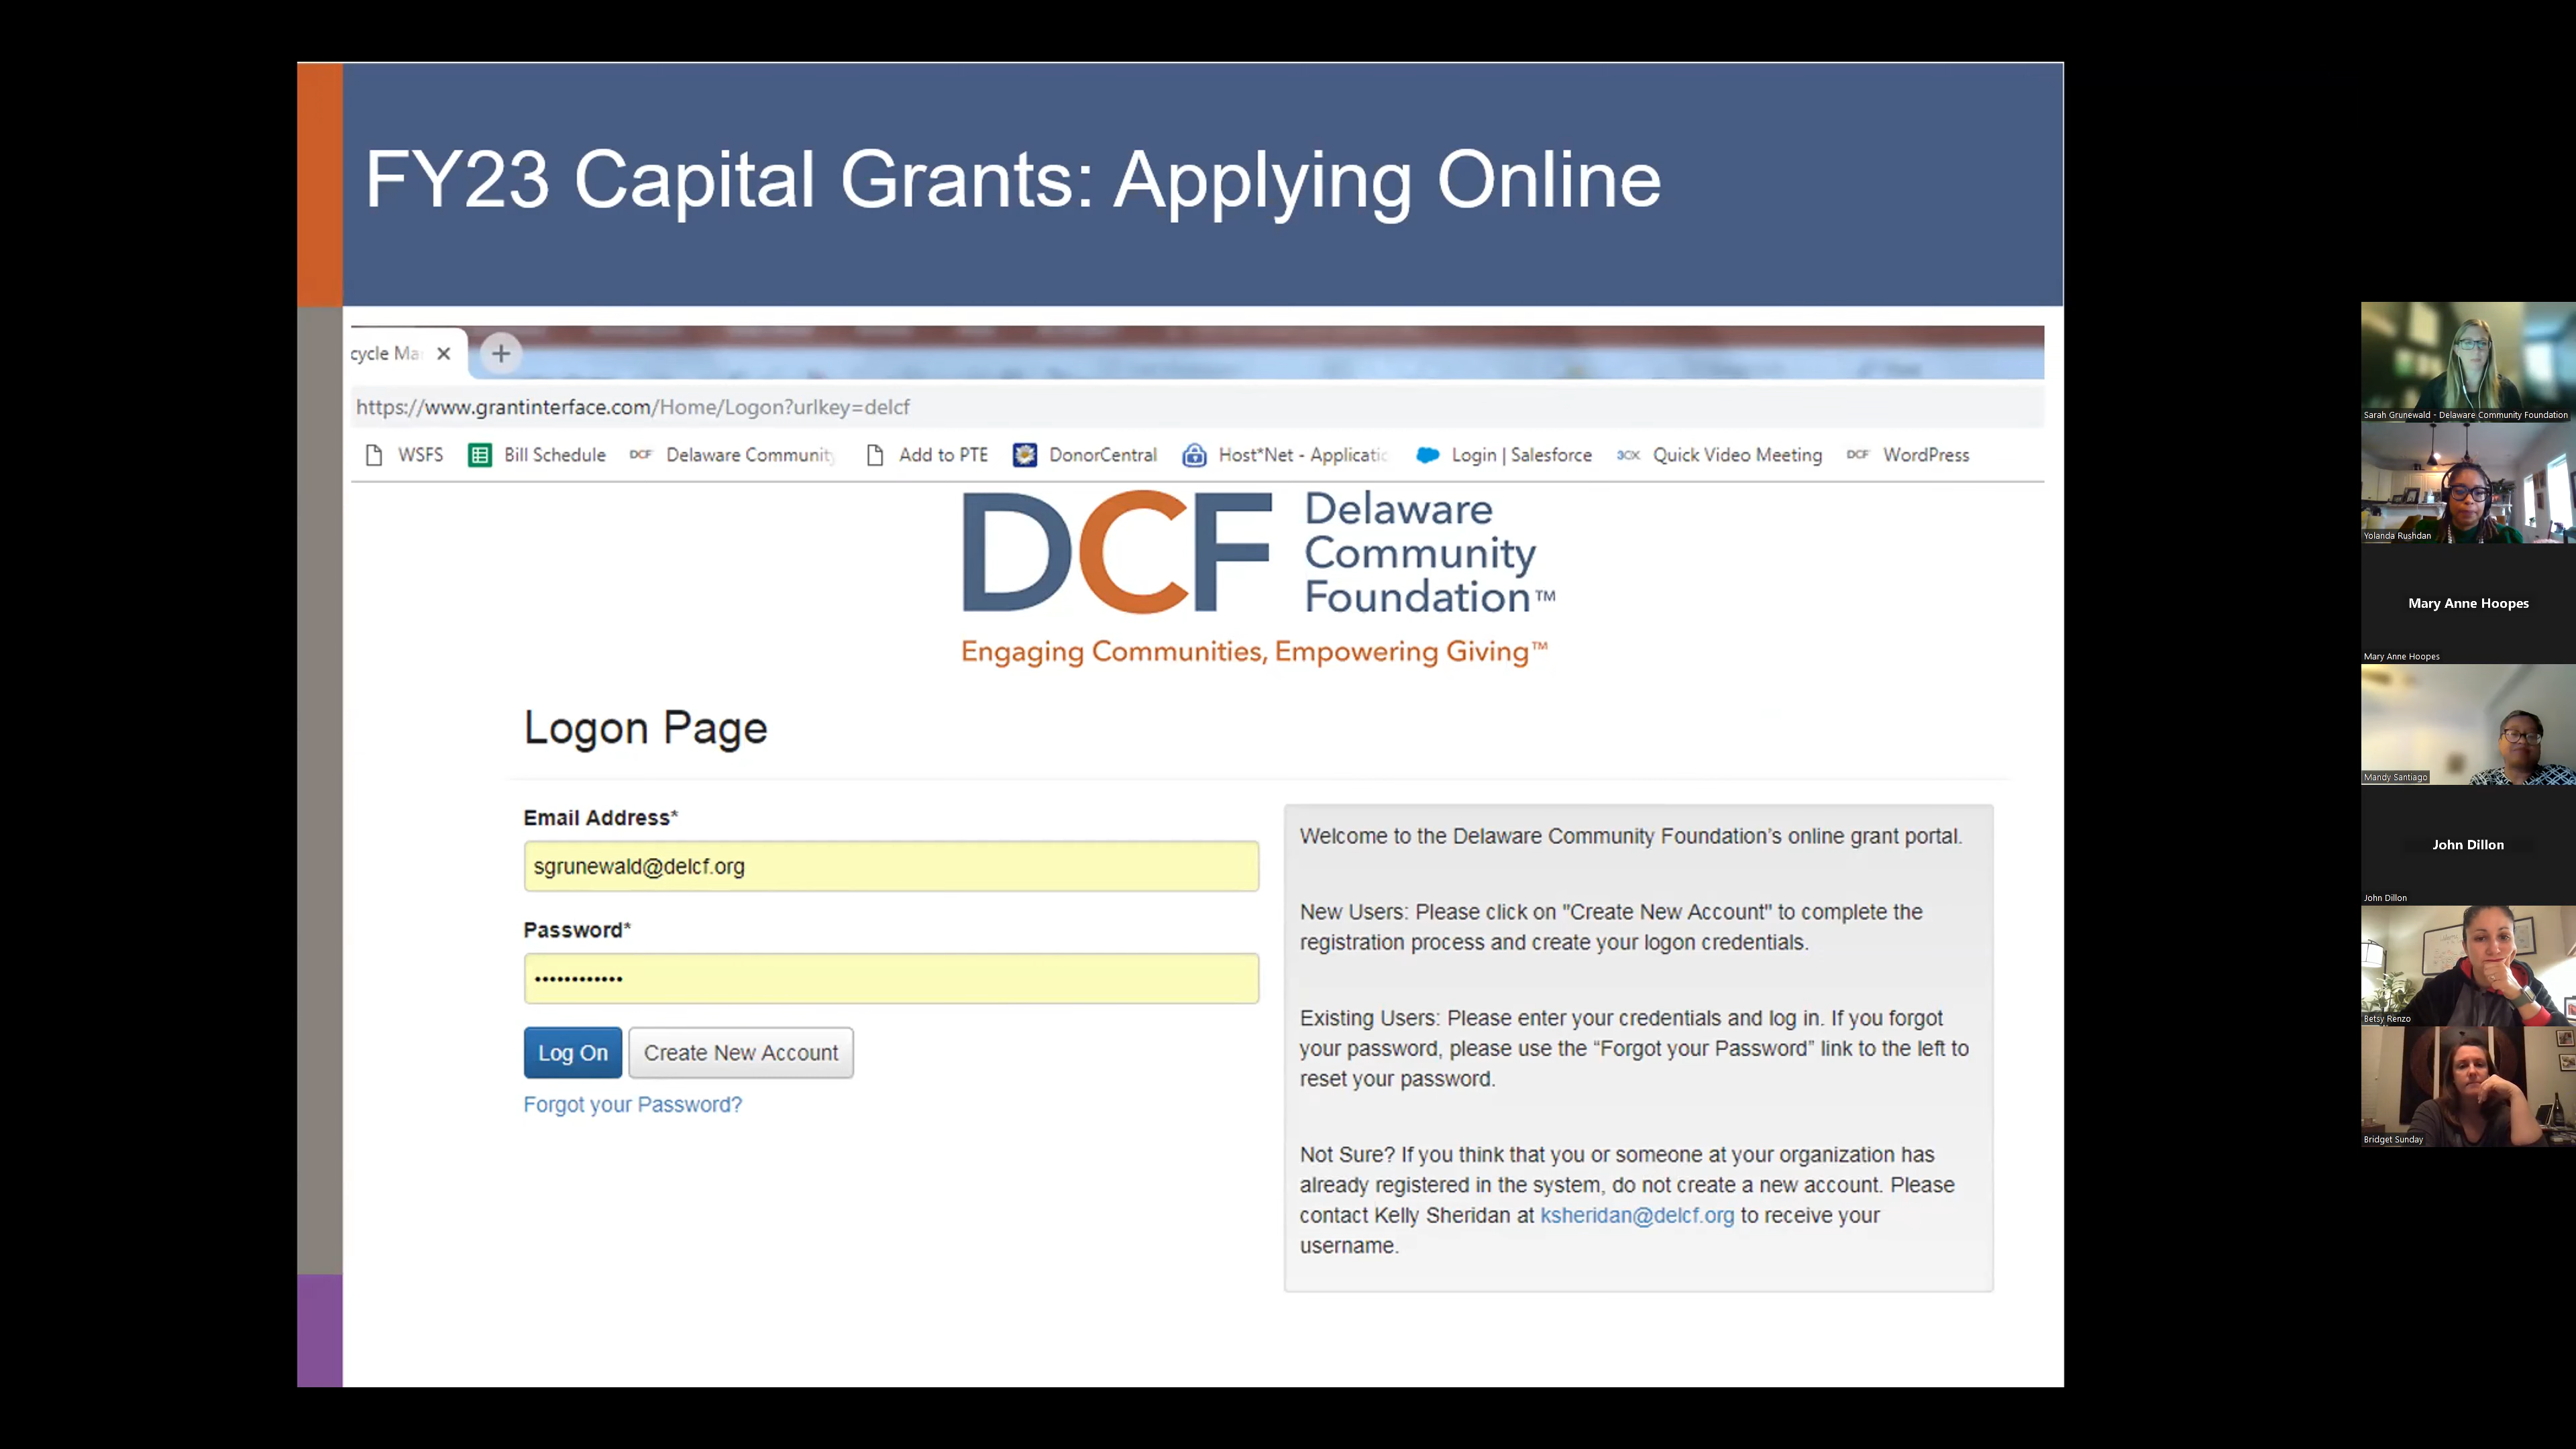 FY23 Capital Grants: Applying Online
cycle Ma
https://www.grantinterface.com/Home/Logon?urlkey=delcf
WSFS Bill Schedule DCF Delaware Community Add to PTE DonorCentral Host*Net - Applicatic Login | Salesforce 3CX Quick Video Meeting DCF WordPress
DCF
Delaware
Community
Foundation™
Engaging Communities, Empowering Giving™
Logon Page
Email Address*
sgrunewald@delcf.org
Password*
••••••••••••
Log On Create New Account
Forgot your Password?
Welcome to the Delaware Community Foundation's online grant portal.
New Users: Please click on "Create New Account" to complete the
registration process and create your logon credentials.
Existing Users: Please enter your credentials and log in. If you forgot
your password, please use the “Forgot your Password” link to the left to
reset your password.
Not Sure? If you think that you or someone at your organization has
already registered in the system, do not create a new account. Please
contact Kelly Sheridan at ksheridan@delcf.org to receive your
username.
Sarah Grunewald - Delaware Community Foundation
Yolanda Rushdan
Mary Anne Hoopes
Mary Anne Hoopes
Mandy Santiago
John Dillon
John Dillon
Betsy Renzo
Bridget Sunday